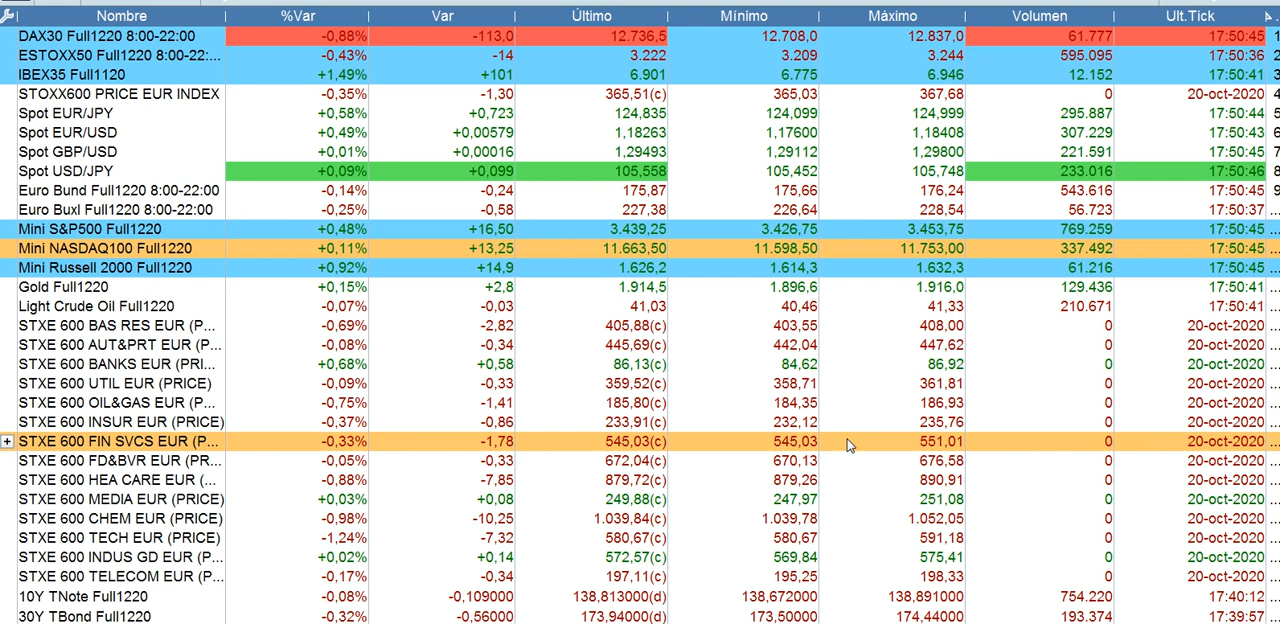 Nombre %Var Var Último Mínimo Máximo Volumen Ult.Tick
DAX30 Full1220 8:00-22:00 -0,88% -113,0 12.736,5 12.708,0 12.837,0 61.777 17:50:45 1
ESTOXX50 Full1220 8:00-22:... -0,43% -14 3.222 3.209 3.244 595.095 17:50:36 2
IBEX35 Full1120 +1,49% +101 6.901 6.775 6.946 12.152 17:50:41 3
STOXX600 PRICE EUR INDEX -0,35% -1,30 365,51(c) 365,03 367,68 0 20-oct-2020 4
Spot EUR/JPY +0,58% +0,723 124,835 124,099 124,999 295.887 17:50:44 5
Spot EUR/USD +0,49% +0,00579 1,18263 1,17600 1,18408 307.229 17:50:43 6
Spot GBP/USD +0,01% +0,00016 1,29493 1,29112 1,29800 221.591 17:50:45 7
Spot USD/JPY +0,09% +0,099 105,558 105,452 105,748 233.016 17:50:46 8
Euro Bund Full1220 8:00-22:00 -0,14% -0,24 175,87 175,66 176,24 543.616 17:50:45 9
Euro Buxl Full1220 8:00-22:00 -0,25% -0,58 227,38 226,64 228,54 56.723 17:50:37 ...
Mini S&P500 Full1220 +0,48% +16,50 3.439,25 3.426,75 3.453,75 769.259 17:50:45 ...
Mini NASDAQ100 Full1220 +0,11% +13,25 11.663,50 11.598,50 11.753,00 337.492 17:50:45 ...
Mini Russell 2000 Full1220 +0,92% +14,9 1.626,2 1.614,3 1.632,3 61.216 17:50:45 ...
Gold Full1220 +0,15% +2,8 1.914,5 1.896,6 1.916,0 129.436 17:50:41 ...
Light Crude Oil Full1220 -0,07% -0,03 41,03 40,46 41,33 210.671 17:50:41 ...
STXE 600 BAS RES EUR (P... -0,69% -2,82 405,88(c) 403,55 408,00 0 20-oct-2020 ...
STXE 600 AUT&PRT EUR (P... -0,08% -0,34 445,69(c) 442,04 447,62 0 20-oct-2020 ...
STXE 600 BANKS EUR (PRI... +0,68% +0,58 86,13(c) 84,62 86,92 0 20-oct-2020 ...
STXE 600 UTIL EUR (PRICE) -0,09% -0,33 359,52(c) 358,71 361,81 0 20-oct-2020 ...
STXE 600 OIL&GAS EUR (P... -0,75% -1,41 185,80(c) 184,35 186,93 0 20-oct-2020 ...
STXE 600 INSUR EUR (PRICE) -0,37% -0,86 233,91(c) 232,12 235,76 0 20-oct-2020 ...
STXE 600 FIN SVCS EUR (P... -0,33% -1,78 545,03(c) 545,03 551,01 0 20-oct-2020 ...
STXE 600 FD&BVR EUR (PR... -0,05% -0,33 672,04(c) 670,13 676,58 0 20-oct-2020 ...
STXE 600 HEA CARE EUR (... -0,88% -7,85 879,72(c) 879,26 890,91 0 20-oct-2020 ...
STXE 600 MEDIA EUR (PRICE) +0,03% +0,08 249,88(c) 247,97 251,08 0 20-oct-2020 ...
STXE 600 CHEM EUR (PRICE) -0,98% -10,25 1.039,84(c) 1.039,78 1.052,05 0 20-oct-2020 ...
STXE 600 TECH EUR (PRICE) -1,24% -7,32 580,67(c) 580,67 591,18 0 20-oct-2020 ...
STXE 600 INDUS GD EUR (P... +0,02% +0,14 572,57(c) 569,84 575,41 0 20-oct-2020 ...
STXE 600 TELECOM EUR (P... -0,17% -0,34 197,11(c) 195,25 198,33 0 20-oct-2020 ...
10Y TNote Full1220 -0,08% -0,109000 138,813000(d) 138,672000 138,891000 754.220 17:40:12 ...
30Y TBond Full1220 -0,32% -0,56000 173,94000(d) 173,50000 174,44000 193.374 17:39:57 ...